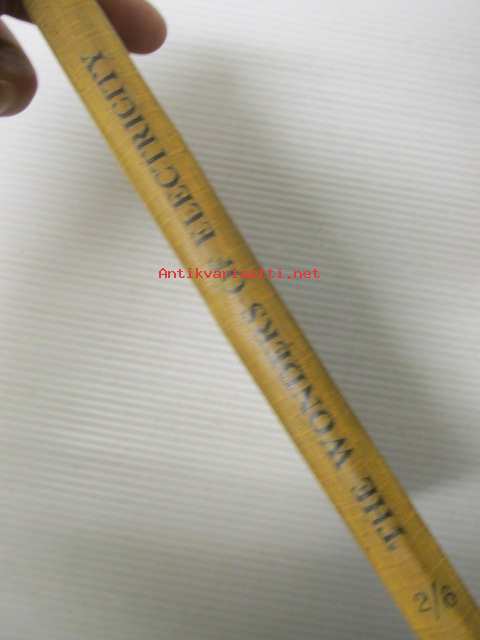 THE WONDERS OF ELECTRICITY
2/6
Antikvariaatti.net